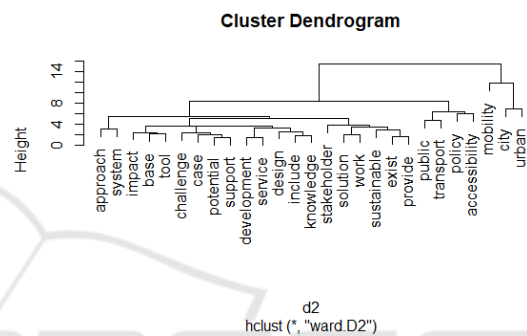 Cluster Dendrogram
Height
0 4 8 14
approach
system
impact
base
tool
challenge
case
potential
support
development
service
design
include
knowledge
stakeholder
solution
work
sustainable
exist
provide
public
transport
policy
accessibility
mobility
city
urban
d2
hclust (*, "ward.D2")